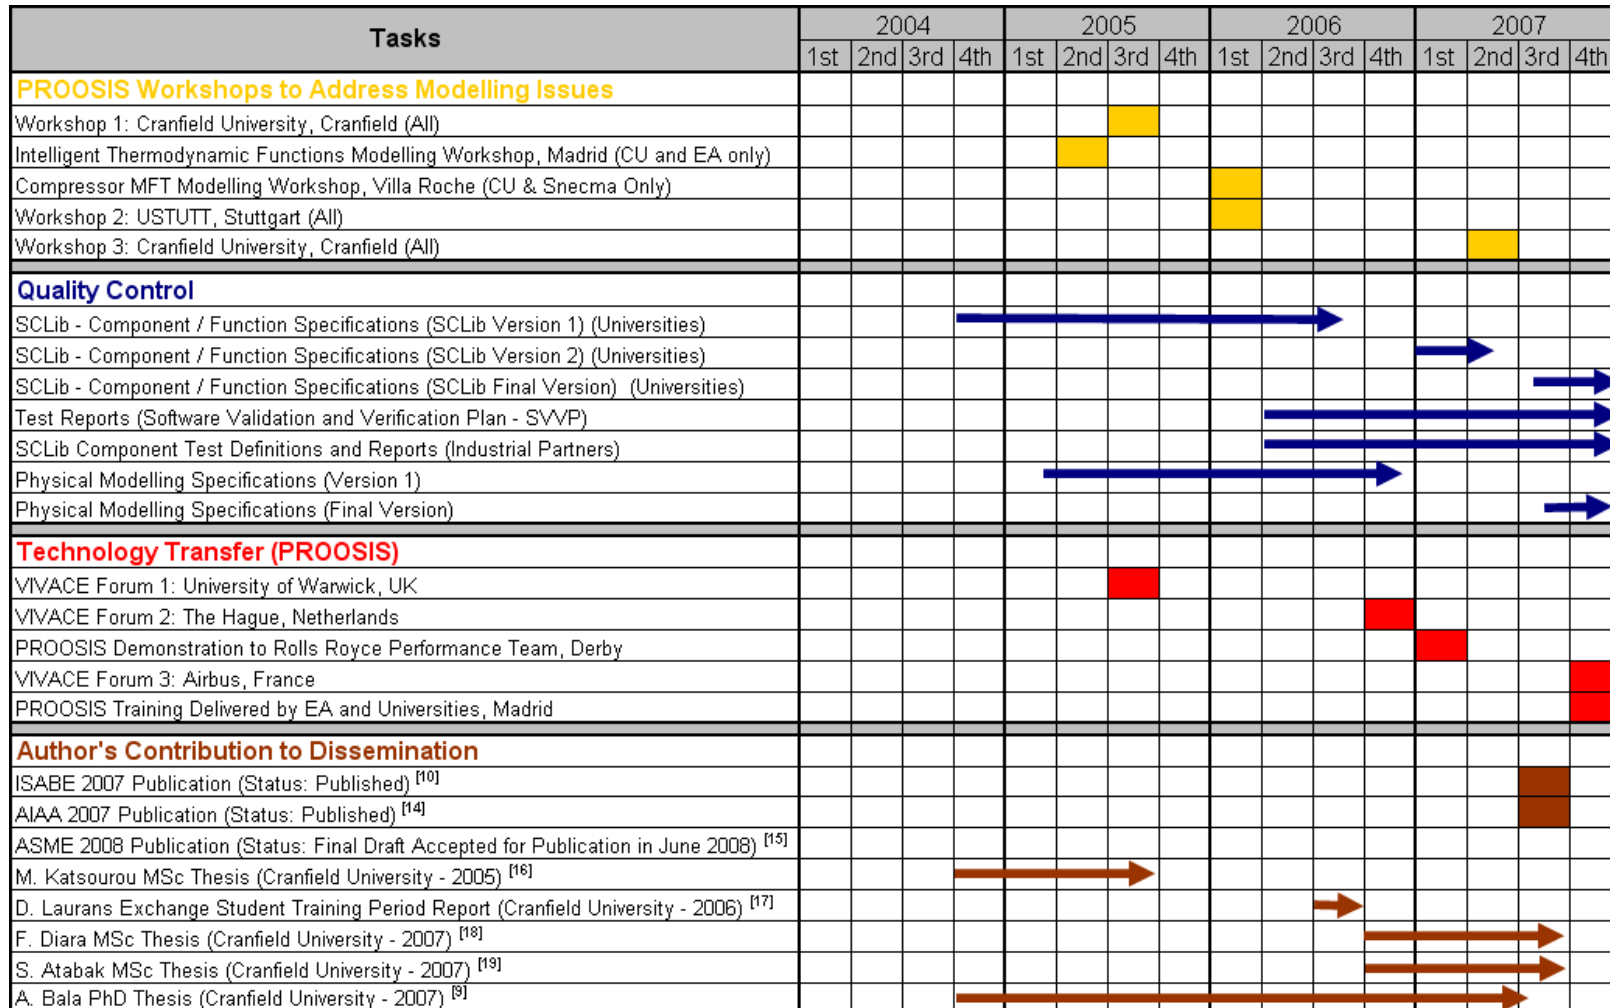 Tasks
2004 2005 2006 2007
1st 2nd 3rd 4th 1st 2nd 3rd 4th 1st 2nd 3rd 4th 1st 2nd 3rd 4th
PROOSIS Workshops to Address Modelling Issues
Workshop 1: Cranfield University, Cranfield (All)
Intelligent Thermodynamic Functions Modelling Workshop, Madrid (CU and EA only)
Compressor MFT Modelling Workshop, Villa Roche (CU & Snecma Only)
Workshop 2: USTUTT, Stuttgart (All)
Workshop 3: Cranfield University, Cranfield (All)
Quality Control
SCLib - Component / Function Specifications (SCLib Version 1) (Universities)
SCLib - Component / Function Specifications (SCLib Version 2) (Universities)
SCLib - Component / Function Specifications (SCLib Final Version) (Universities)
Test Reports (Software Validation and Verification Plan - SVVP)
SCLib Component Test Definitions and Reports (Industrial Partners)
Physical Modelling Specifications (Version 1)
Physical Modelling Specifications (Final Version)
Technology Transfer (PROOSIS)
VIVACE Forum 1: University of Warwick, UK
VIVACE Forum 2: The Hague, Netherlands
PROOSIS Demonstration to Rolls Royce Performance Team, Derby
VIVACE Forum 3: Airbus, France
PROOSIS Training Delivered by EA and Universities, Madrid
Author's Contribution to Dissemination
ISABE 2007 Publication (Status: Published) [10]
AIAA 2007 Publication (Status: Published) [14]
ASME 2008 Publication (Status: Final Draft Accepted for Publication in June 2008) [15]
M. Katsourou MSc Thesis (Cranfield University - 2005) [16]
D. Laurans Exchange Student Training Period Report (Cranfield University - 2006) [17]
F. Diara MSc Thesis (Cranfield University - 2007) [18]
S. Atabak MSc Thesis (Cranfield University - 2007) [19]
A. Bala PhD Thesis (Cranfield University - 2007) [9]